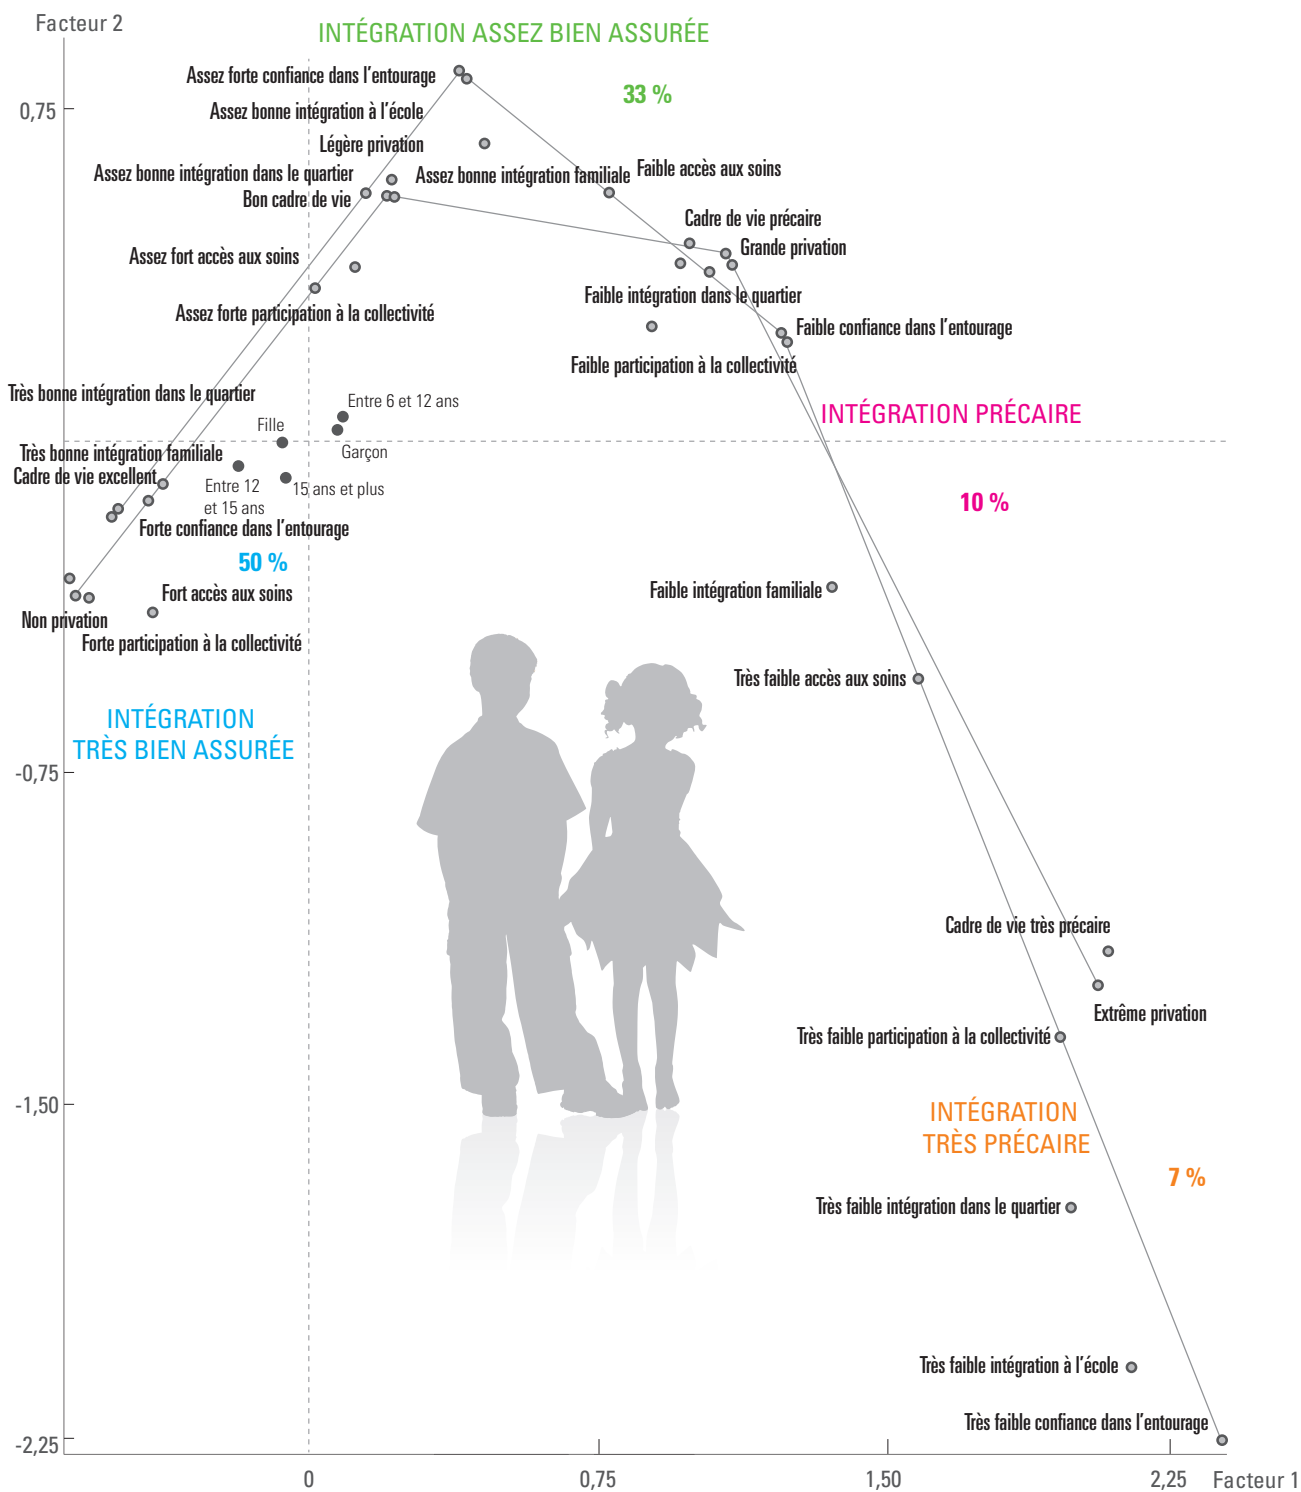 Facteur 2
INTÉGRATION ASSEZ BIEN ASSURÉE
Assez forte confiance dans l'entourage
33 %
0,75
Assez bonne intégration à l'école
Légère privation
Assez bonne intégration dans le quartier
Assez bonne intégration familiale
Faible accès aux soins
Bon cadre de vie
Cadre de vie précaire
Grande privation
Assez fort accès aux soins
Faible intégration dans le quartier
Assez forte participation à la collectivité
Faible confiance dans l'entourage
Faible participation à la collectivité
Très bonne intégration dans le quartier
Entre 6 et 12 ans
INTÉGRATION PRÉCAIRE
Fille
Garçon
Très bonne intégration familiale
Cadre de vie excellent
Entre 12
et 15 ans
15 ans et plus
10 %
Forte confiance dans l'entourage
50 %
Fort accès aux soins
Faible intégration familiale
Non privation
Forte participation à la collectivité
Très faible accès aux soins
INTÉGRATION
TRÈS BIEN ASSURÉE
-0,75
Cadre de vie très précaire
Extrême privation
Très faible participation à la collectivité
-1,50
INTÉGRATION
TRÈS PRÉCAIRE
7 %
Très faible intégration dans le quartier
Très faible intégration à l'école
Très faible confiance dans l'entourage
-2,25
0
0,75
1,50
2,25
Facteur 1